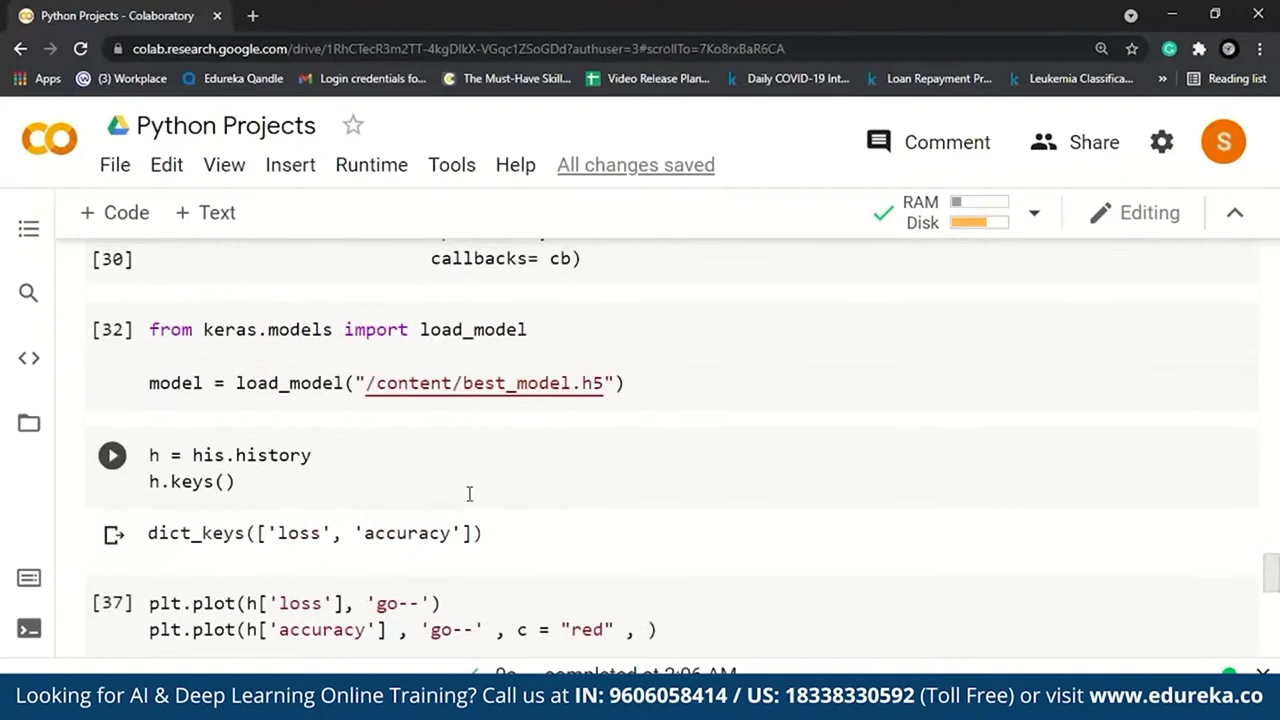 Python Projects - Colaboratory
colab.research.google.com/drive/1RhCTecR3m2TT-4kgDlkX-VGqc1ZSoGDd?authuser=3#scrollTo=7Ko8rxBaR6CA
Apps (3) Workplace Edureka Qandle Login credentials fo... The Must-Have Skill... Video Release Plan... Daily COVID-19 Int... Loan Repayment Pr... Leukemia Classifica... » Reading list
Python Projects
Comment Share S
File Edit View Insert Runtime Tools Help All changes saved
+ Code + Text RAM Disk Editing
[30] callbacks= cb)
[32] from keras.models import load_model
model = load_model("/content/best_model.h5")
h = his.history
h.keys()
dict_keys(['loss', 'accuracy'])
[37] plt.plot(h['loss'], 'go--')
plt.plot(h['accuracy'] , 'go--' , c = "red" , )
completed at 2:06 AM
Looking for AI & Deep Learning Online Training? Call us at IN: 9606058414 / US: 18338330592 (Toll Free) or visit www.edureka.co